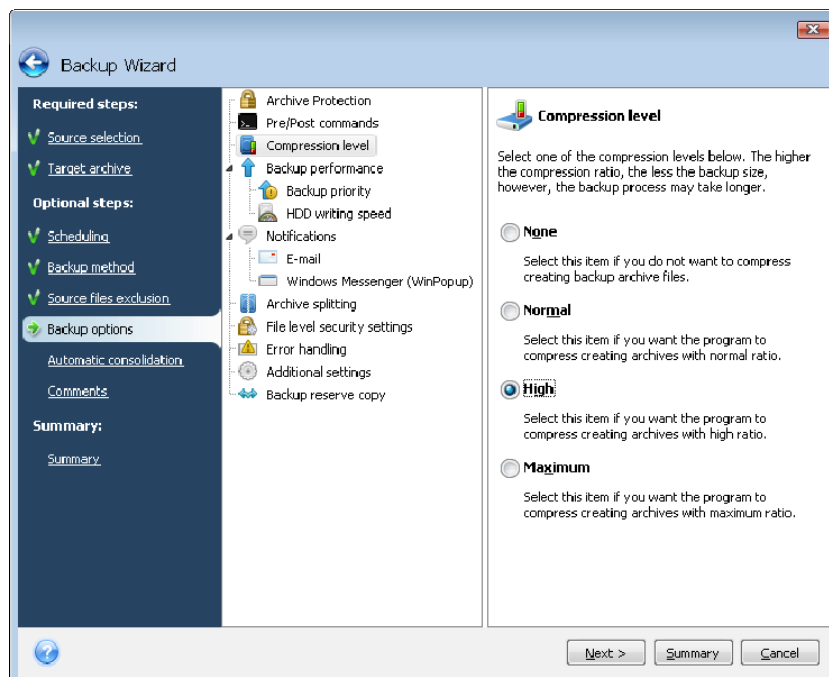 Backup Wizard
Required steps:
Source selection
Target archive
Optional steps:
Scheduling
Backup method
Source files exclusion
Backup options
Automatic consolidation
Comments
Summary:
Summary
Archive Protection
Pre/Post commands
Compression level
Backup performance
Backup priority
HDD writing speed
Notifications
E-mail
Windows Messenger (WinPopup)
Archive splitting
File level security settings
Error handling
Additional settings
Backup reserve copy
Compression level
Select one of the compression levels below. The higher
the compression ratio, the less the backup size,
however, the backup process may take longer.
None
Select this item if you do not want to compress
creating backup archive files.
Normal
Select this item if you want the program to
compress creating archives with normal ratio.
High
Select this item if you want the program to
compress creating archives with high ratio.
Maximum
Select this item if you want the program to
compress creating archives with maximum ratio.
Next >
Summary
Cancel